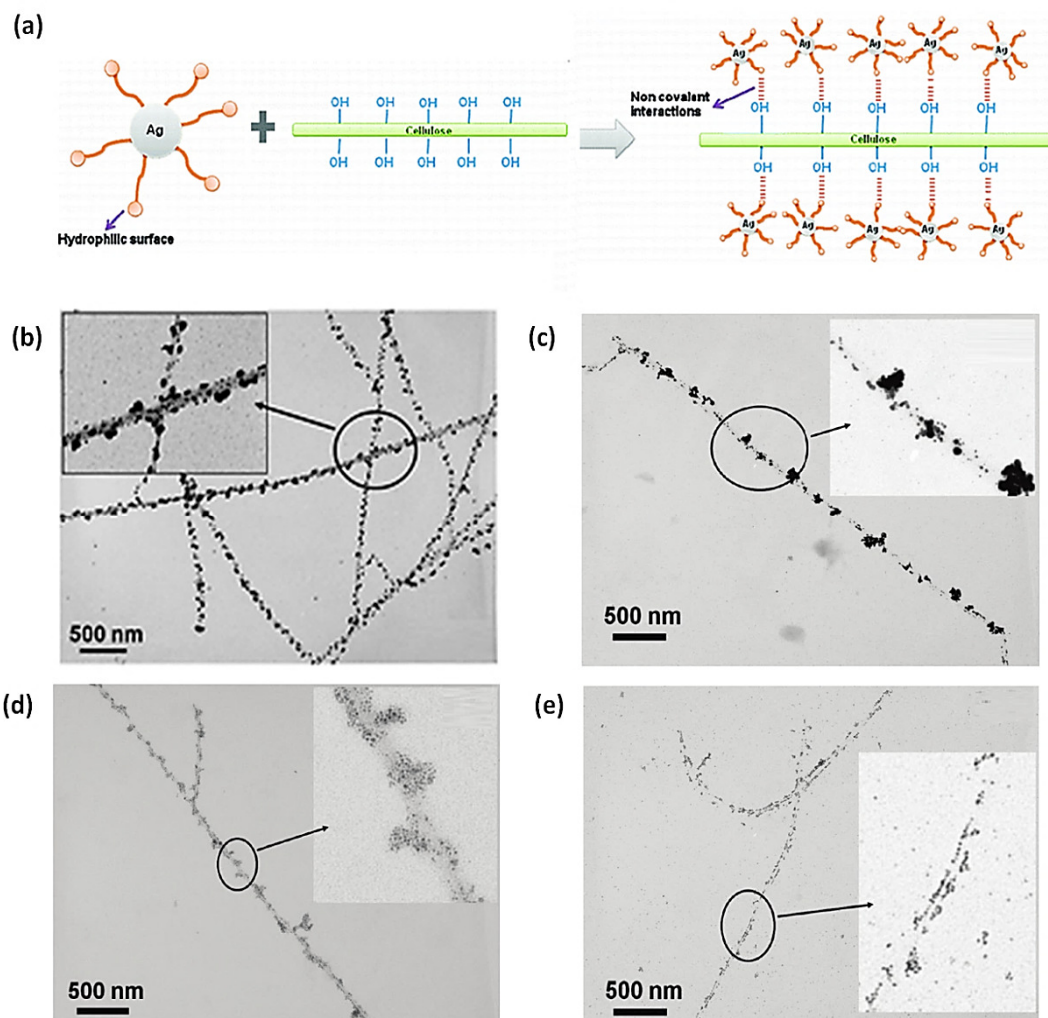 (a)
Ag
Hydrophilic surface
OH OH OH OH OH
Cellulose
OH OH OH OH OH
Non covalent
interactions
Ag Ag Ag Ag Ag
OH OH OH OH OH
Cellulose
OH OH OH OH OH
Ag Ag Ag Ag Ag
(b)
500 nm
(c)
500 nm
(d)
500 nm
(e)
500 nm